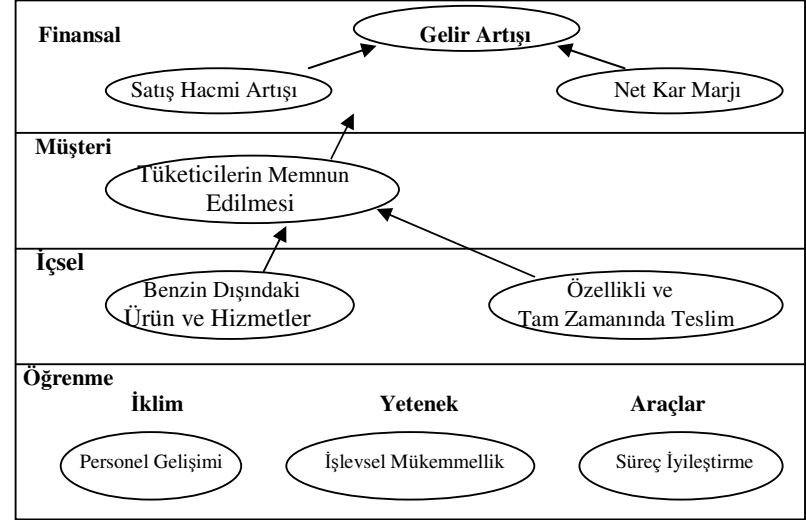 Finansal
Gelir Artışı
Satış Hacmi Artışı
Net Kar Marjı
Müşteri
Tüketicilerin Memnun
Edilmesi
İçsel
Benzin Dışındaki
Ürün ve Hizmetler
Özellikli ve
Tam Zamanında Teslim
Öğrenme
İklim
Yetenek
Araçlar
Personel Gelişimi
İşlevsel Mükemmellik
Süreç İyileştirme